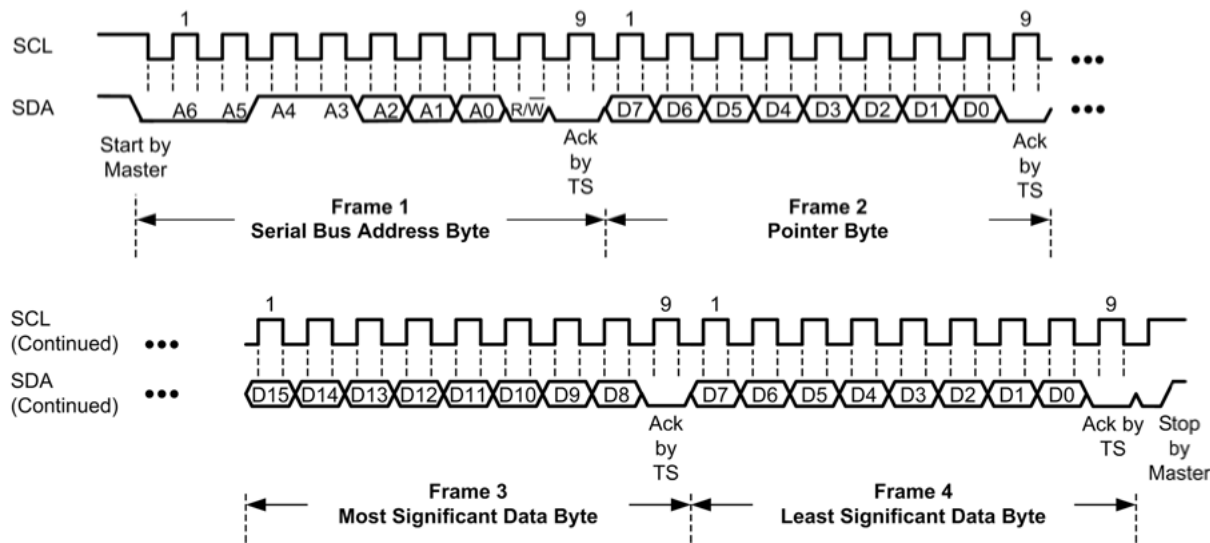 1 9 1 9
SCL
SDA A6 A5 A4 A3 A2 A1 A0 R/W̅ D7 D6 D5 D4 D3 D2 D1 D0
Start by
Master
Ack
by
TS
Ack
by
TS
Frame 1
Serial Bus Address Byte
Frame 2
Pointer Byte
1 9 1 9
SCL
(Continued)
SDA
(Continued)
D15 D14 D13 D12 D11 D10 D9 D8 D7 D6 D5 D4 D3 D2 D1 D0
Ack
by
TS
Ack by
TS
Stop
by
Master
Frame 3
Most Significant Data Byte
Frame 4
Least Significant Data Byte